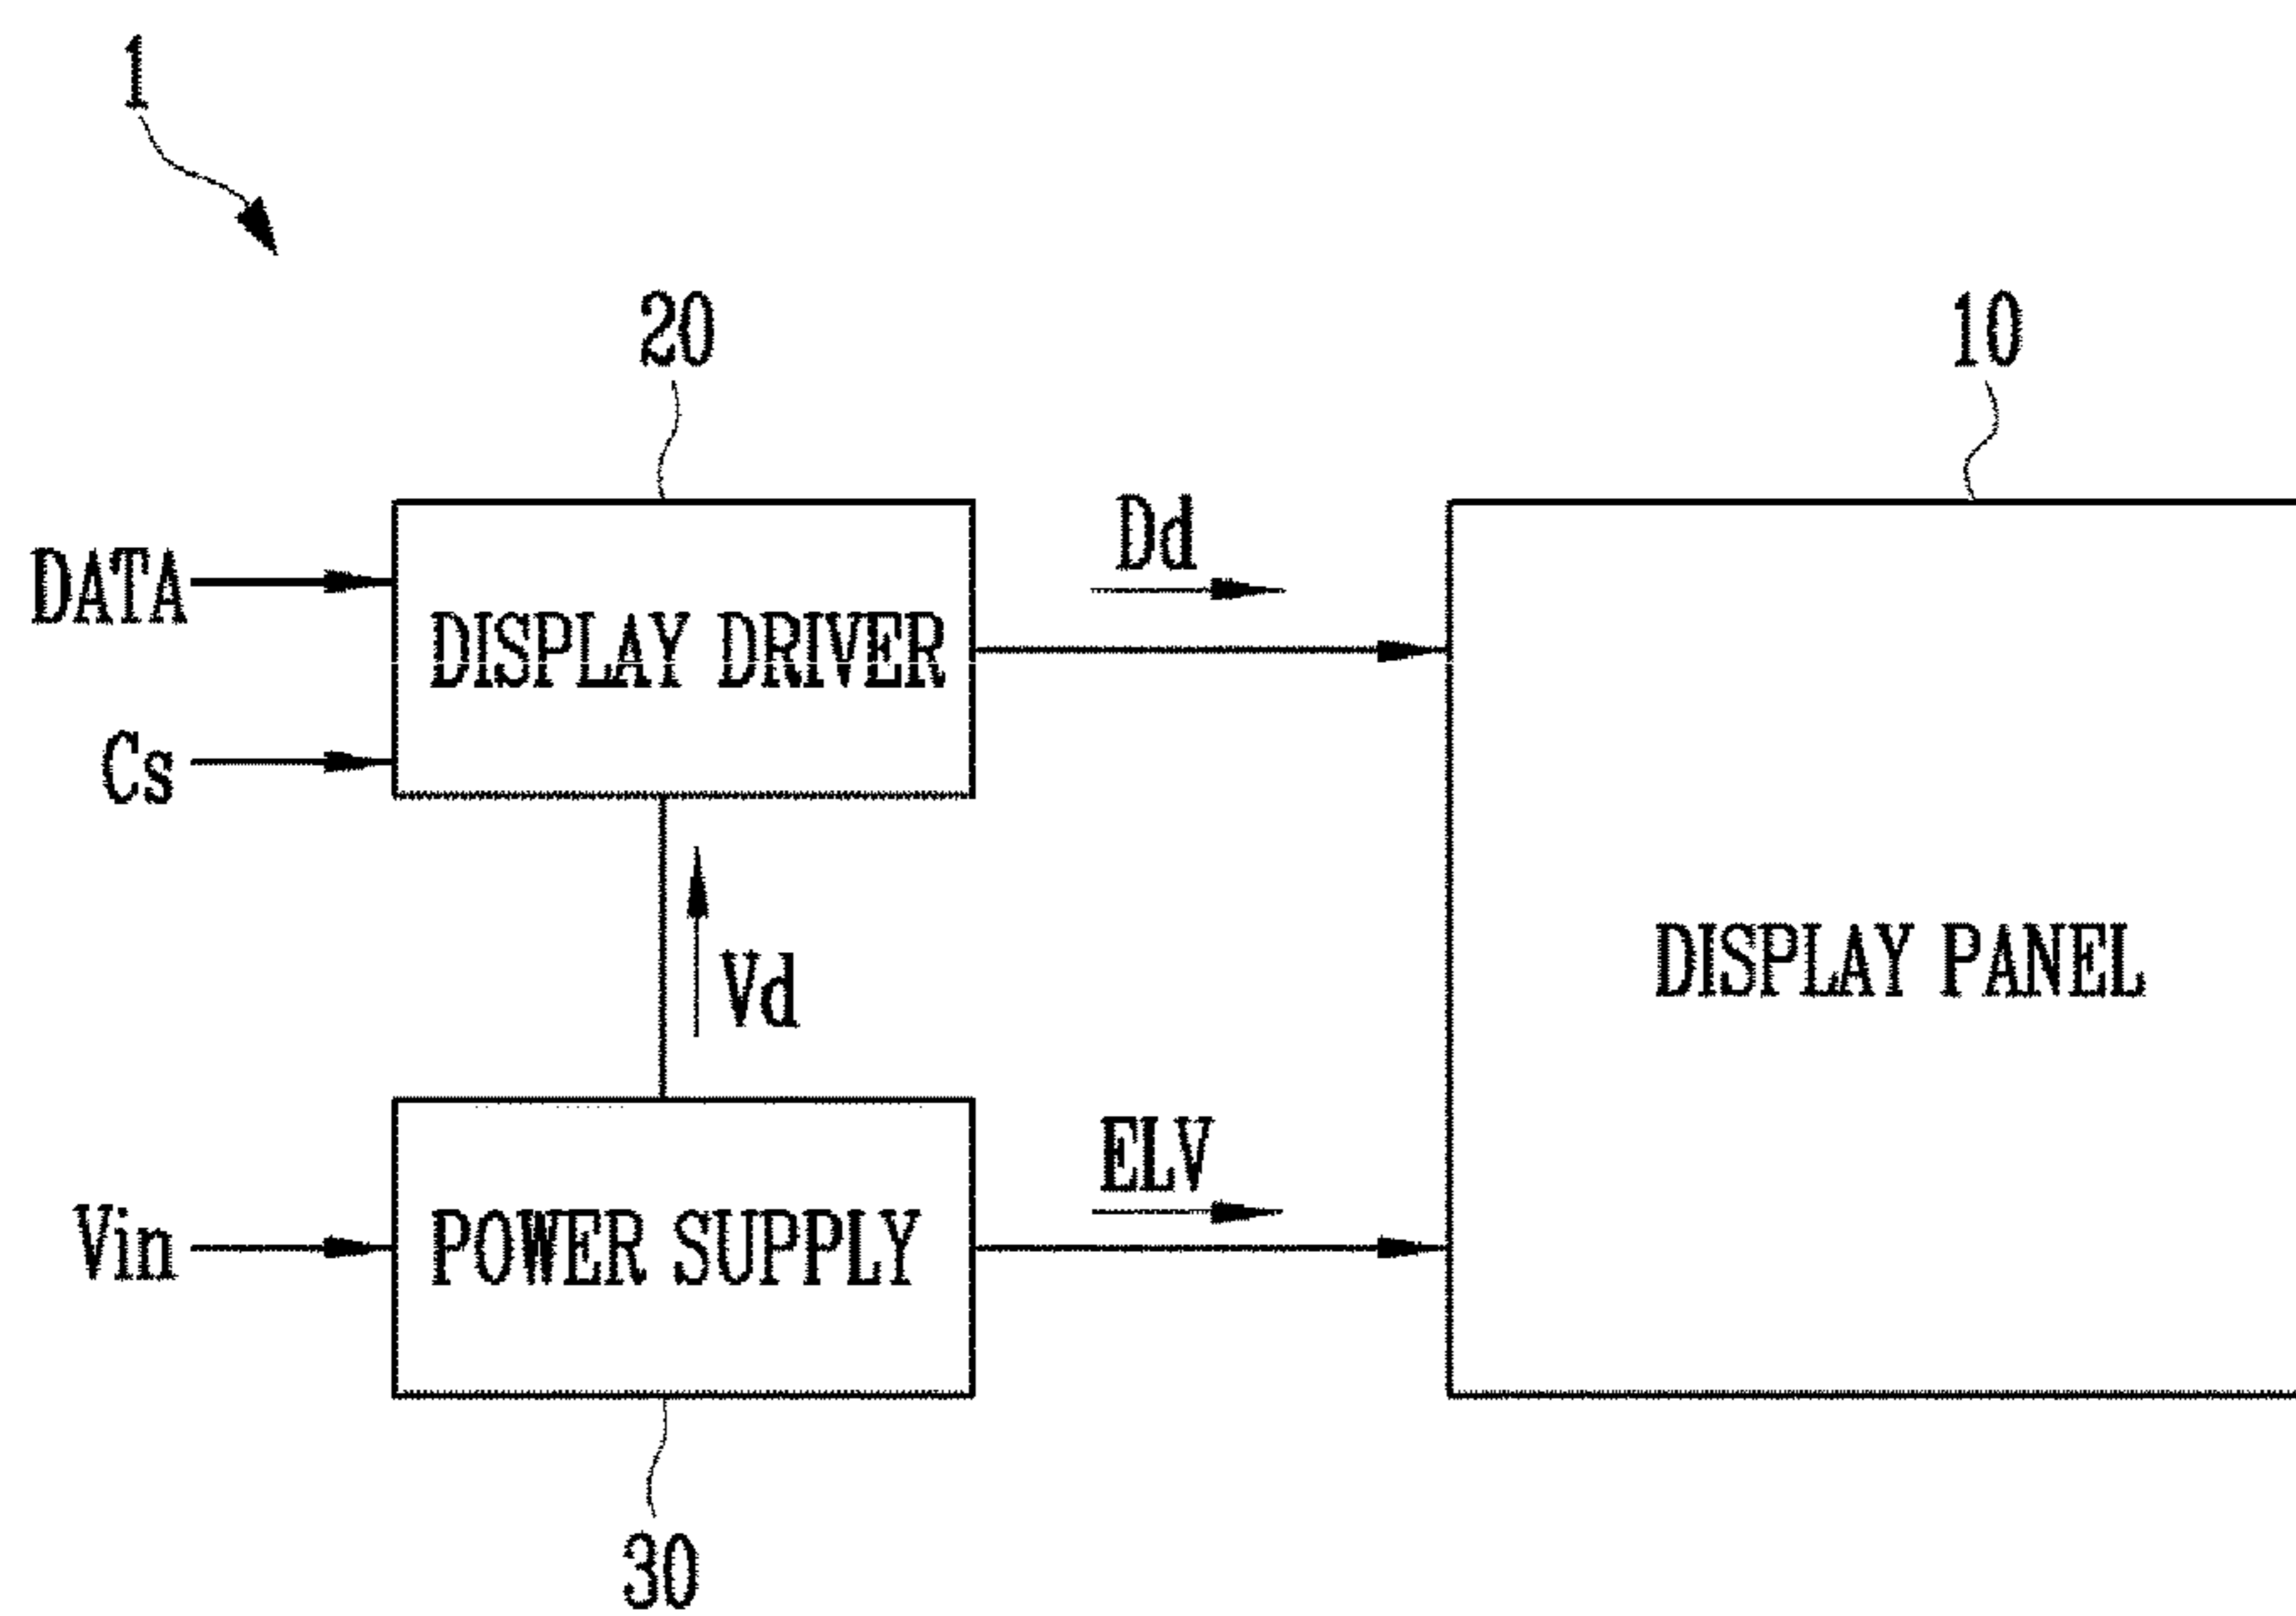 1
20
10
DATA
DISPLAY DRIVER
Dd
Cs
Vd
DISPLAY PANEL
Vin
POWER SUPPLY
ELV
30